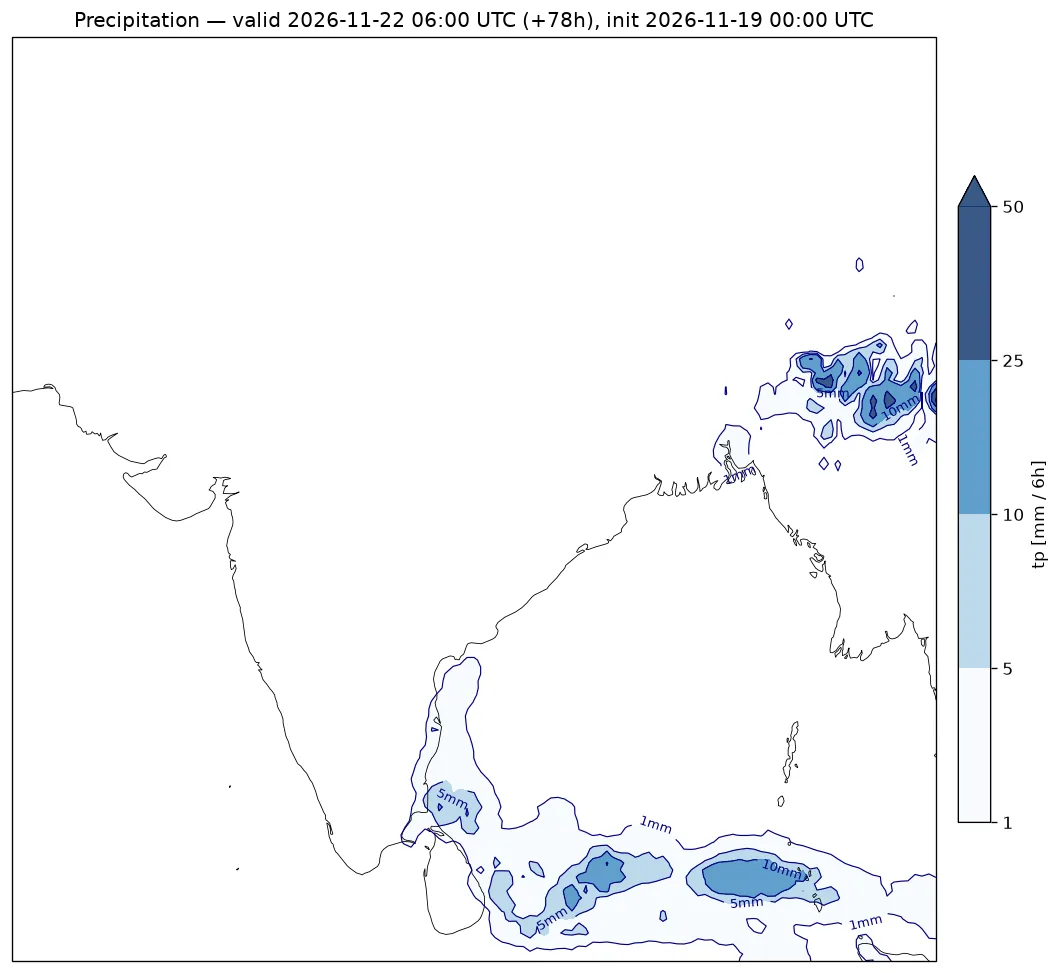 Precipitation — valid 2026-11-22 06:00 UTC (+78h), init 2026-11-19 00:00 UTC
50
25
10
5
1
tp [mm / 6h]
5mm
10mm
1mm
1mm
5mm
1mm
10mm
5mm
5mm
1mm